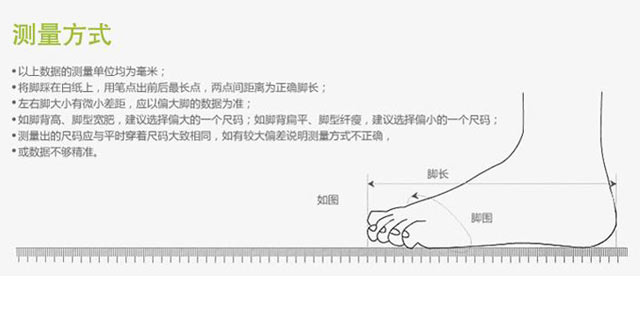 测量方式
以上数据的测量单位均为毫米；
将脚踩在白纸上，用笔点出前后最长点，两点间距离为正确脚长；
左右脚大小有微小差距，应以偏大脚的数据为准；
如脚背高、脚型宽肥，建议选择偏大的一个尺码；如脚背扁平、脚型纤瘦，建议选择偏小的一个尺码；
测量出的尺码应与平时穿着尺码大致相同，如有较大偏差说明测量方式不正确，
或数据不够精准。
脚长
如图
脚围